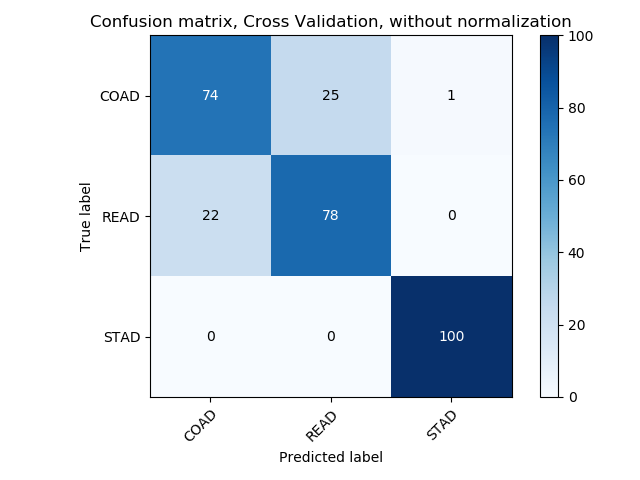 Confusion matrix, Cross Validation, without normalization
COAD 74 25 1
READ 22 78 0
STAD 0 0 100
COAD READ STAD
Predicted label
True label
100
80
60
40
20
0